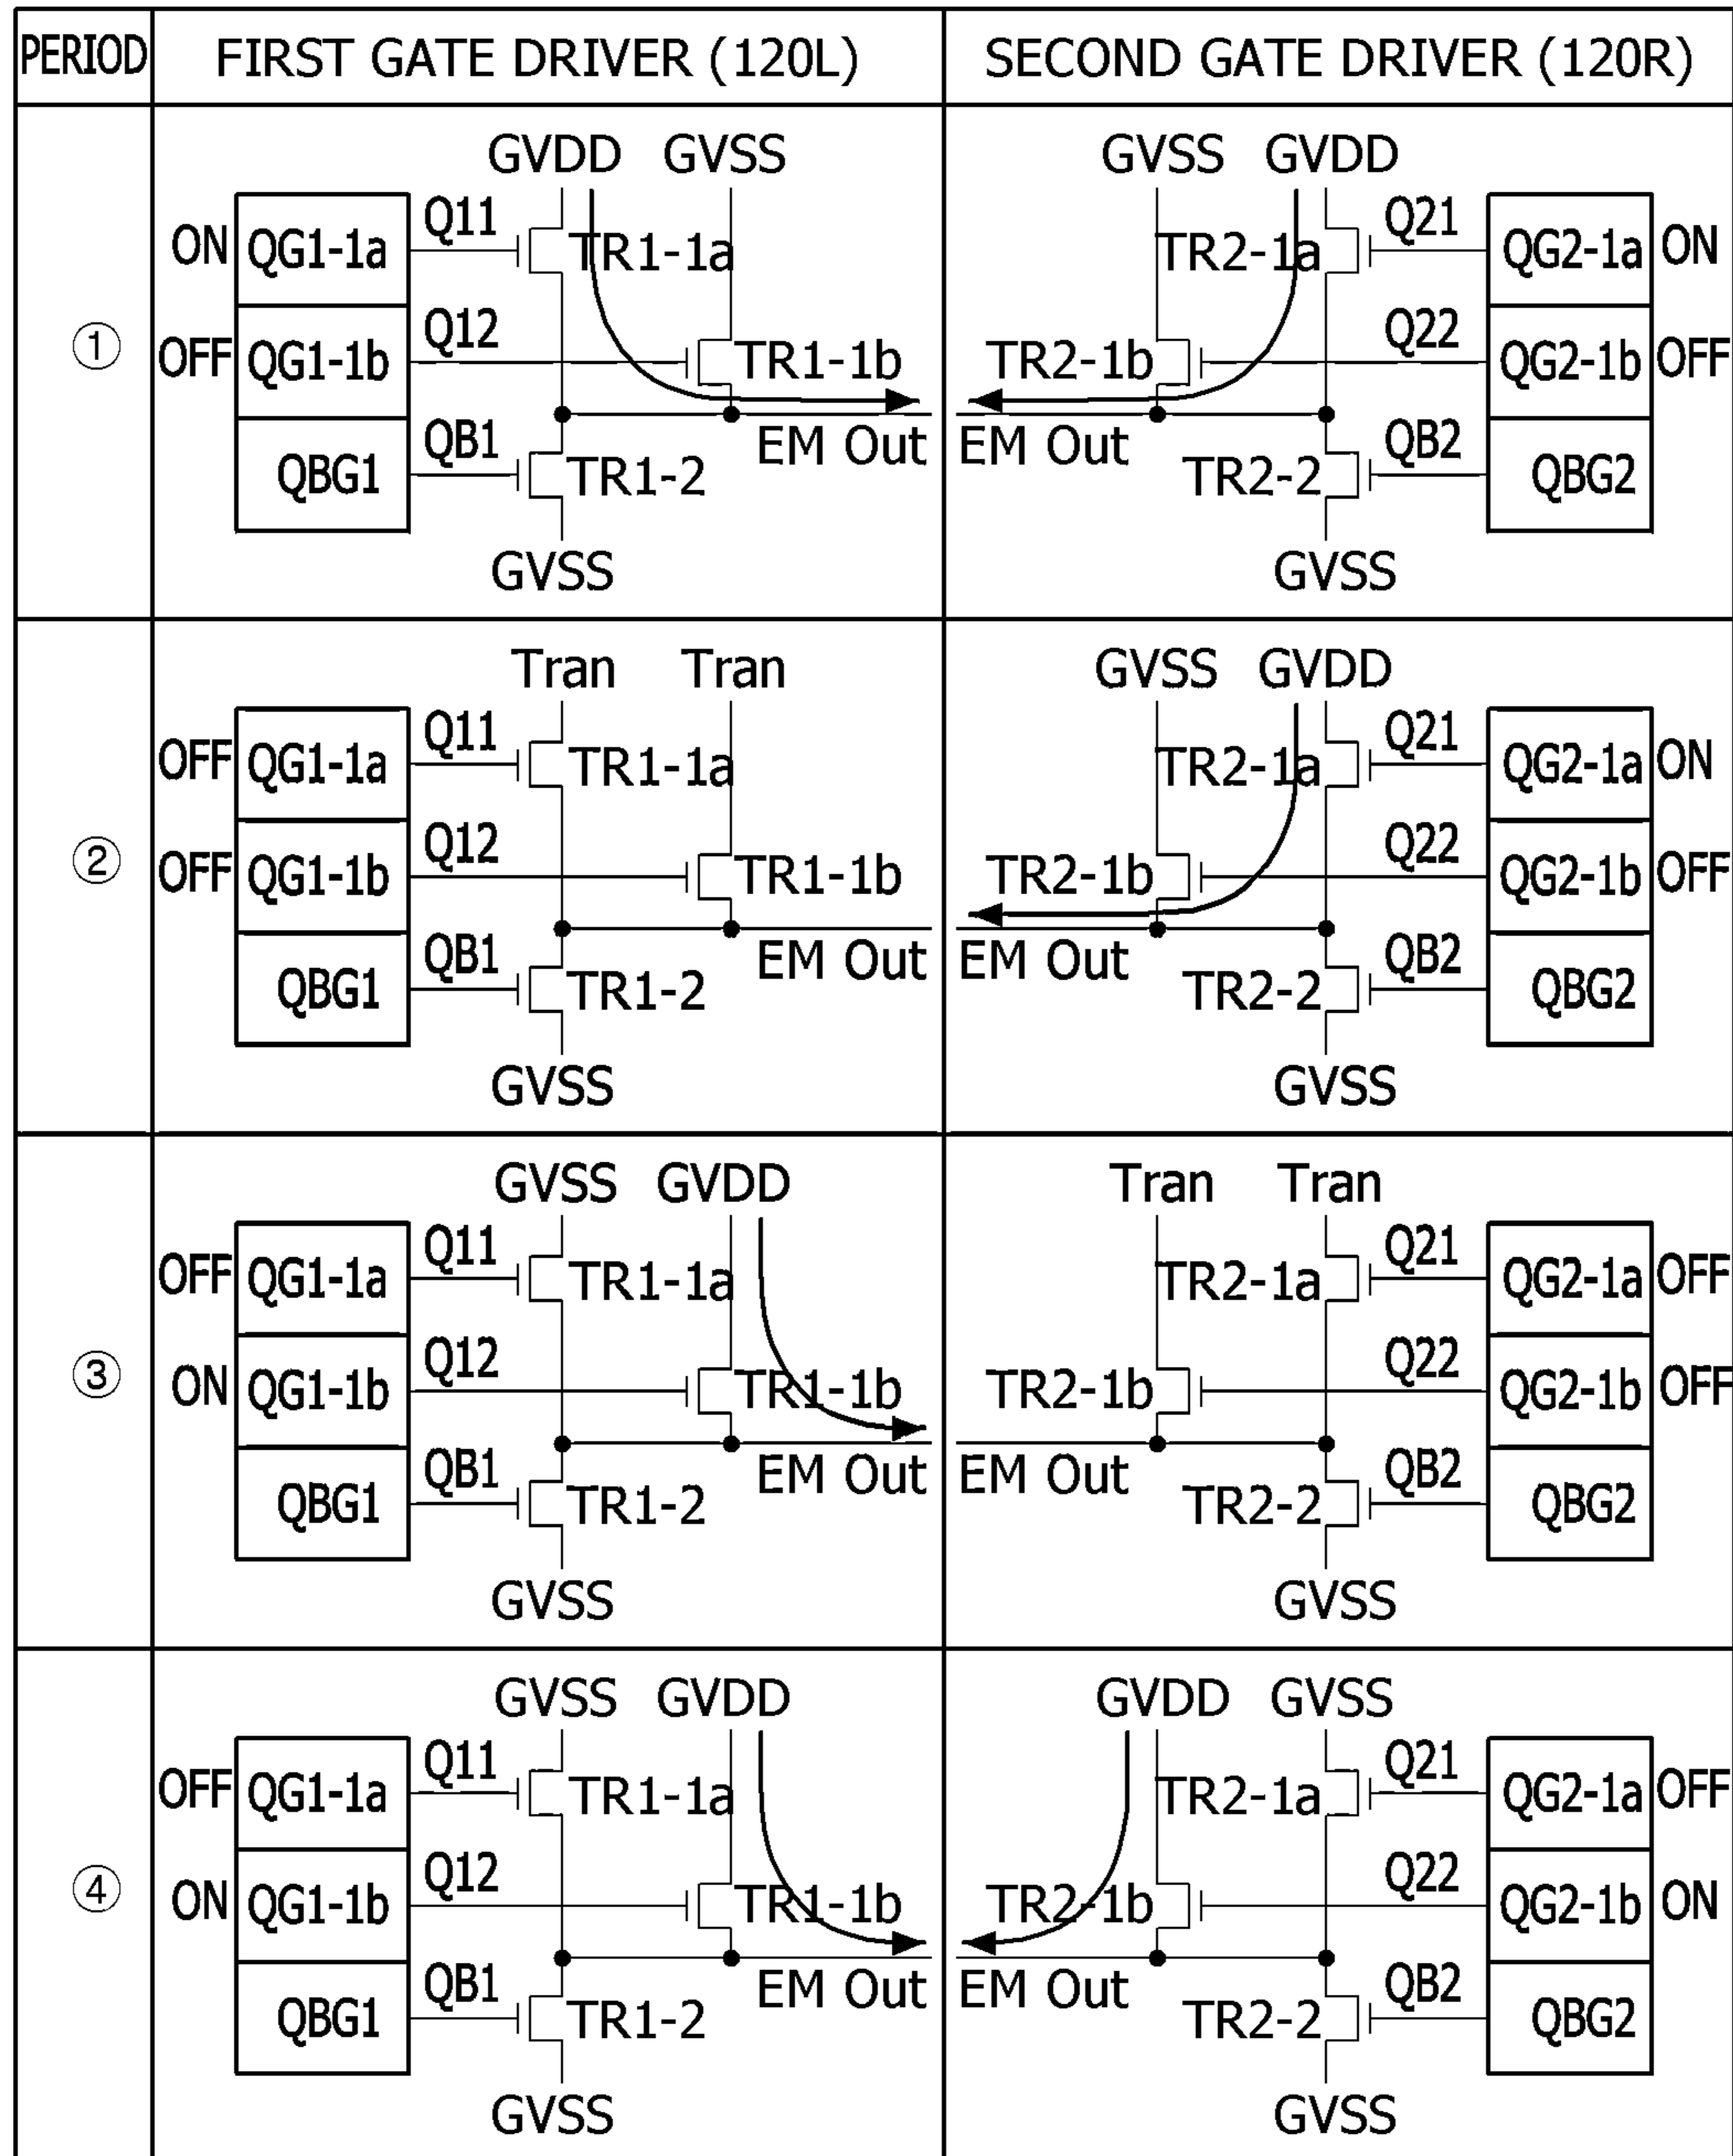 PERIOD FIRST GATE DRIVER (120L) SECOND GATE DRIVER (120R)
GVDD GVSS GVSS GVDD
ON QG1-1a Q11 TR1-1a TR2-1a Q21 QG2-1a ON
① OFF QG1-1b Q12 TR1-1b TR2-1b Q22 QG2-1b OFF
QBG1 QB1 TR1-2 EM Out EM Out TR2-2 QB2 QBG2
GVSS GVSS
Tran Tran GVSS GVDD
OFF QG1-1a Q11 TR1-1a TR2-1a Q21 QG2-1a ON
② OFF QG1-1b Q12 TR1-1b TR2-1b Q22 QG2-1b OFF
QBG1 QB1 TR1-2 EM Out EM Out TR2-2 QB2 QBG2
GVSS GVSS
GVSS GVDD Tran Tran
OFF QG1-1a Q11 TR1-1a TR2-1a Q21 QG2-1a OFF
③ ON QG1-1b Q12 TR1-1b TR2-1b Q22 QG2-1b OFF
QBG1 QB1 TR1-2 EM Out EM Out TR2-2 QB2 QBG2
GVSS GVSS
GVSS GVDD GVDD GVSS
OFF QG1-1a Q11 TR1-1a TR2-1a Q21 QG2-1a OFF
④ ON QG1-1b Q12 TR1-1b TR2-1b Q22 QG2-1b ON
QBG1 QB1 TR1-2 EM Out EM Out TR2-2 QB2 QBG2
GVSS GVSS